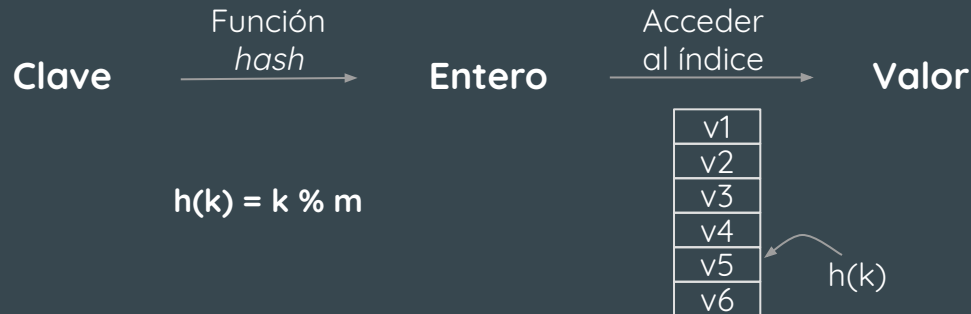 Clave
Función
hash
Entero
Acceder
al índice
Valor
h(k) = k % m
v1
v2
v3
v4
v5
v6
h(k)